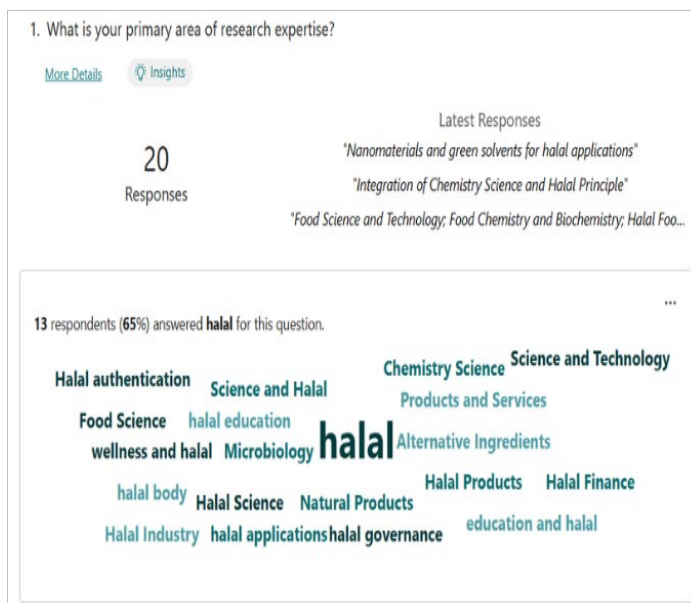 1. What is your primary area of research expertise?
More Details
Insights
Latest Responses
20
Responses
"Nanomaterials and green solvents for halal applications"
"Integration of Chemistry Science and Halal Principle"
"Food Science and Technology; Food Chemistry and Biochemistry; Halal Foo...
...
13 respondents (65%) answered halal for this question.
Halal authentication
Science and Halal
Chemistry Science
Science and Technology
Products and Services
Food Science
halal education
wellness and halal
Microbiology
halal
Alternative Ingredients
halal body
Halal Science
Natural Products
Halal Products
Halal Finance
Halal Industry
halal applications
halal governance
education and halal